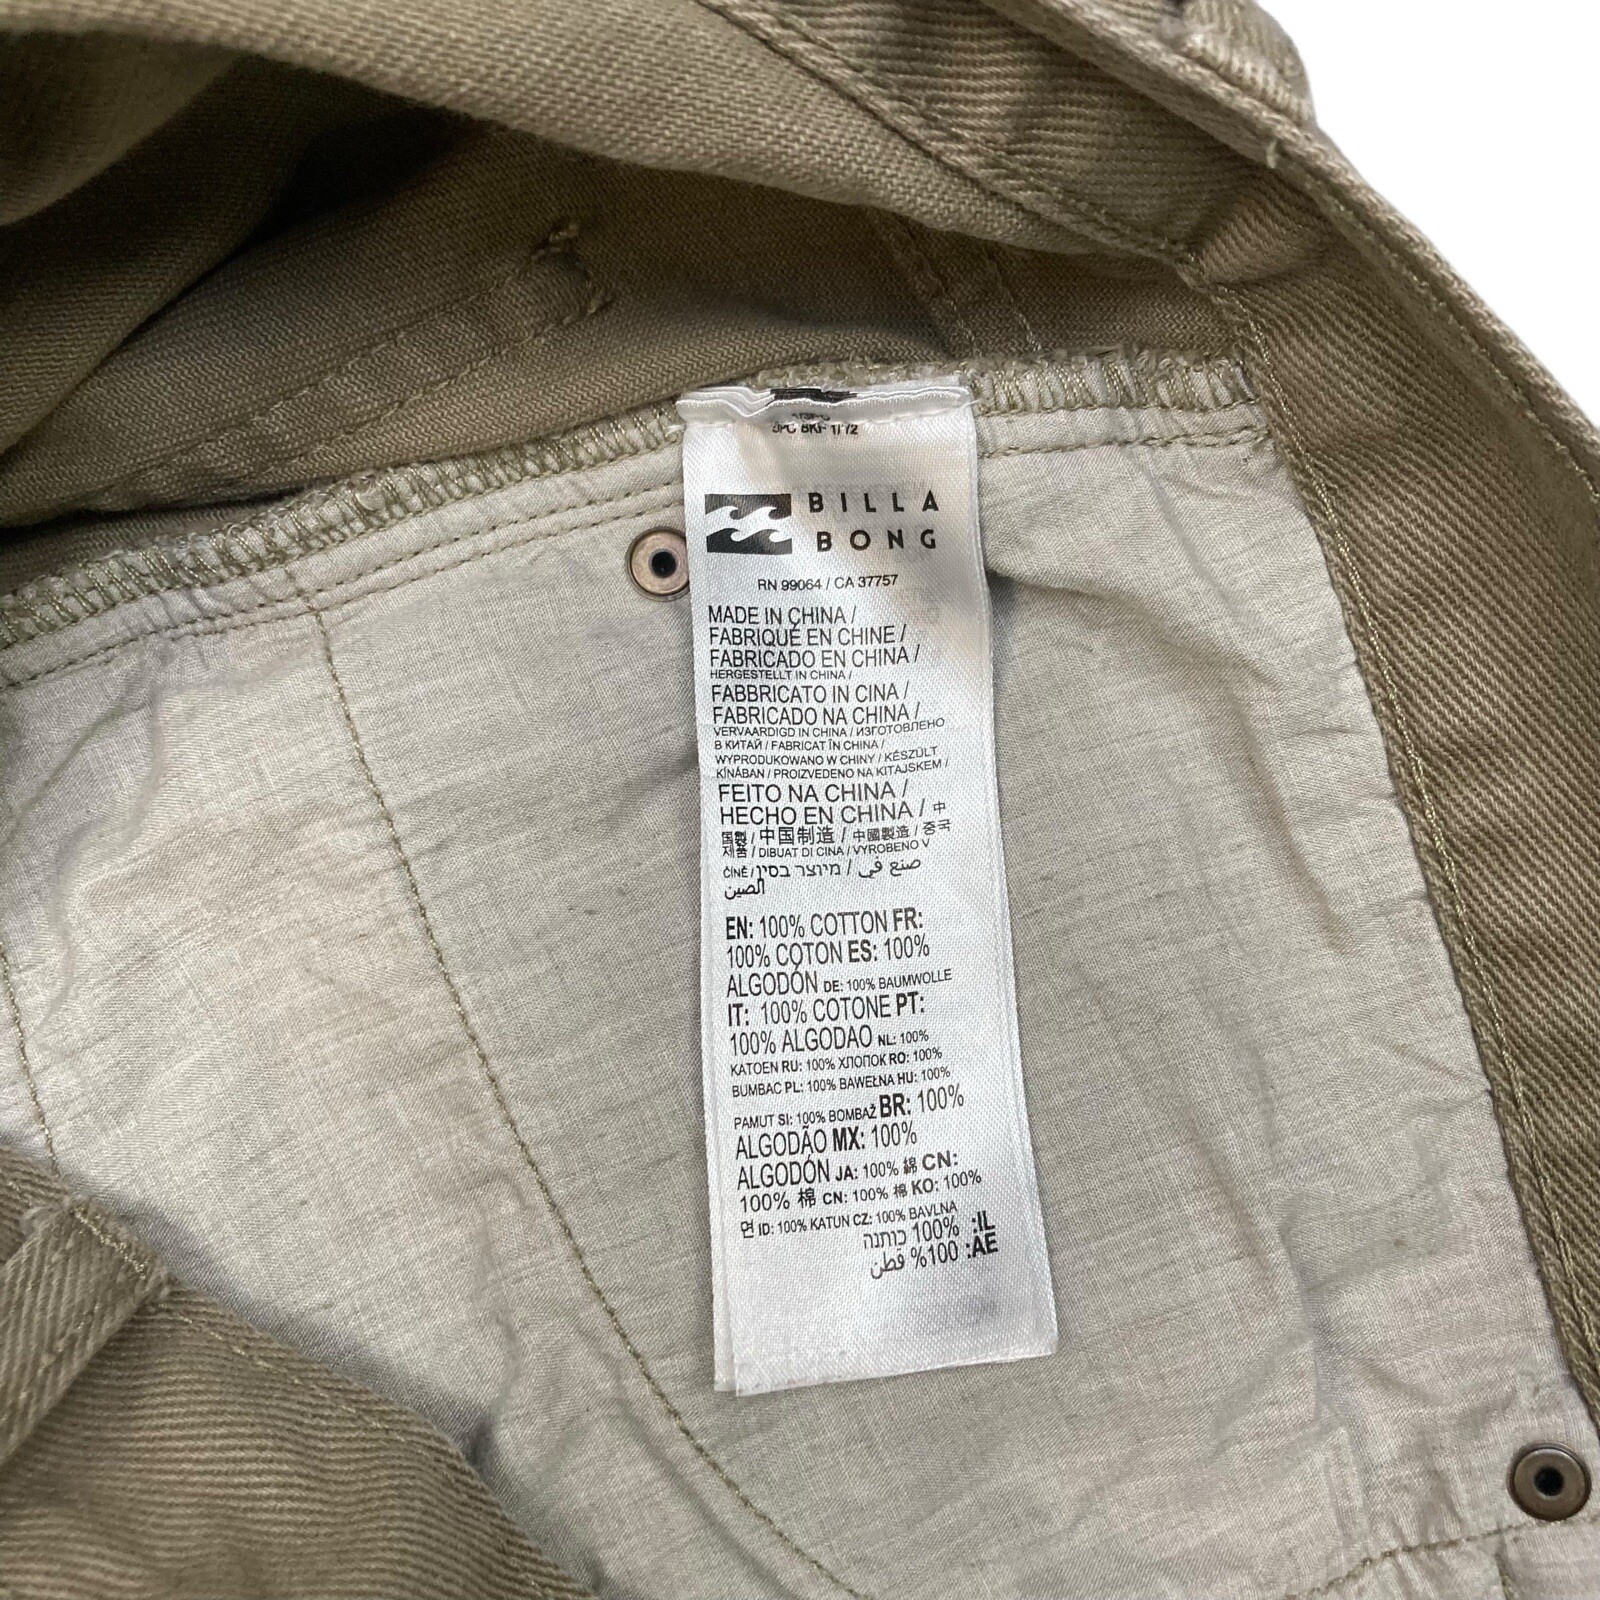 BILLA
BONG
RN 99064 / CA 37757
MADE IN CHINA /
FABRIQUÉ EN CHINE /
FABRICADO EN CHINA /
HERGESTELLT IN CHINA /
FABBRICATO IN CINA /
FABRICADO NA CHINA /
VERVAARDIGD IN CHINA / ИЗГОТОВЛЕНО
В КИТАЙ / FABRICAT ÎN CHINA /
WYPRODUKOWANO W CHINY / KÉSZÜLT
KÍNÁBAN / PROIZVEDENO NA KITAJSKEM /
FEITO NA CHINA /
HECHO EN CHINA / 中
国製 / 中国制造 / 中國製造 / 중국
제품 / DIBUAT DI CINA / VYROBENO V
ČÍNĚ / מיוצר בסין / صنع في
الصين
EN: 100% COTTON FR:
100% COTON ES: 100%
ALGODÓN DE: 100% BAUMWOLLE
IT: 100% COTONE PT:
100% ALGODAO NL: 100%
KATOEN RU: 100% ХЛОПОК RO: 100%
BUMBAC PL: 100% BAWEŁNA HU: 100%
PAMUT SI: 100% BOMBAŽ BR: 100%
ALGODÃO MX: 100%
ALGODÓN JA: 100% 綿 CN:
100% 棉 CN: 100% 棉 KO: 100%
면 ID: 100% KATUN CZ: 100% BAVLNA
IL: 100% כותנה
AE: 100% قطن